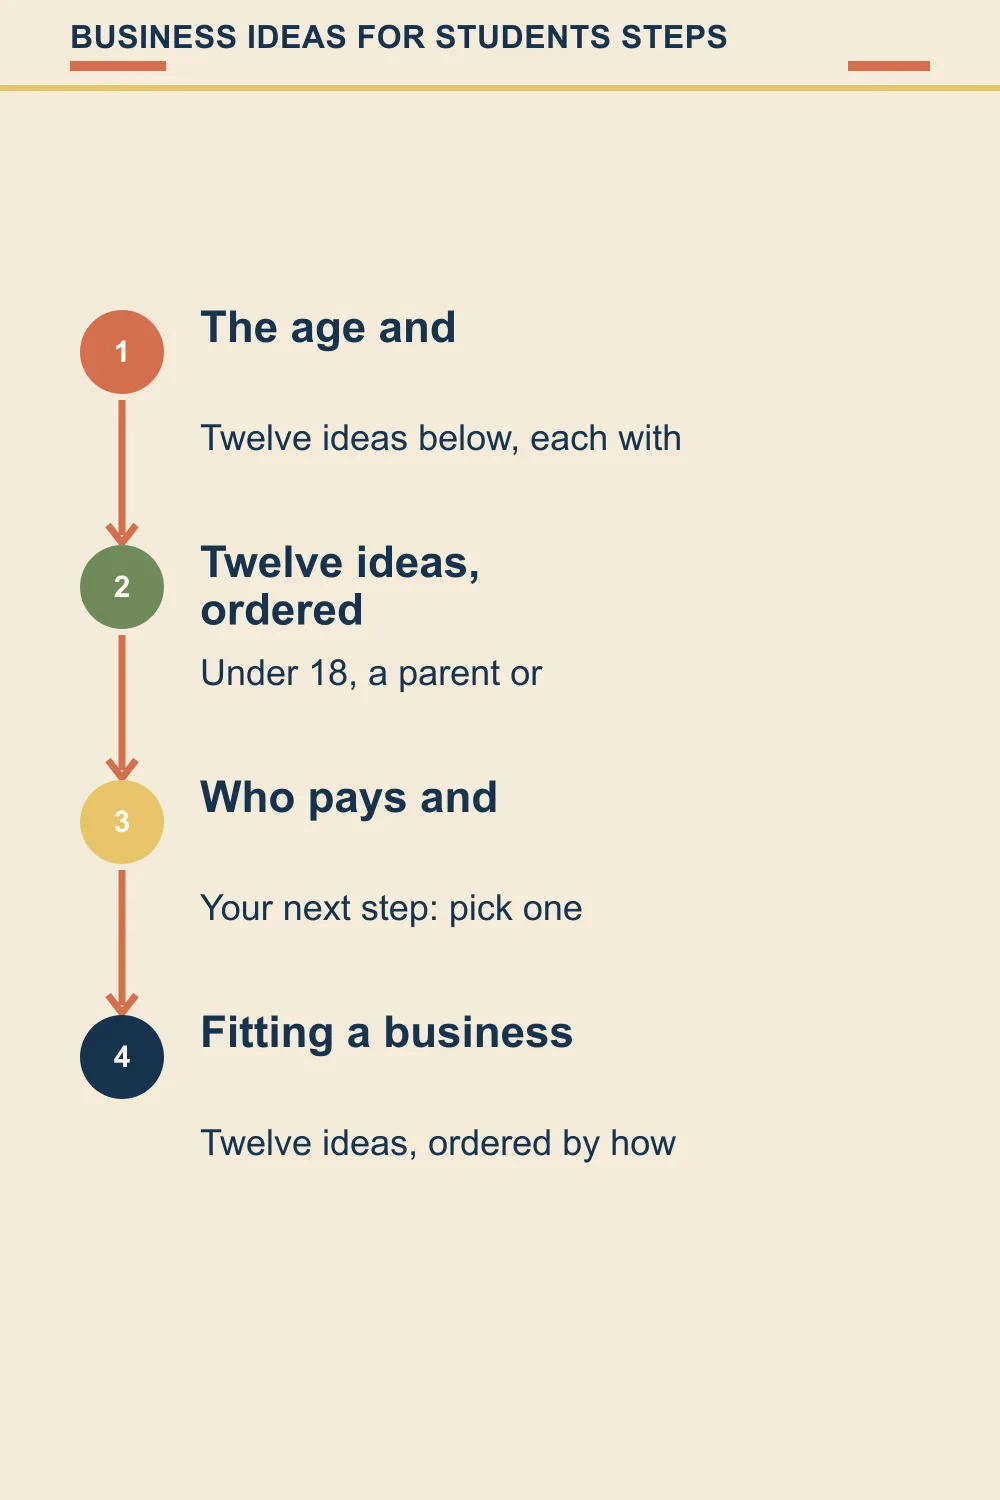 BUSINESS IDEAS FOR STUDENTS STEPS
1
The age and
Twelve ideas below, each with
2
Twelve ideas,
ordered
Under 18, a parent or
3
Who pays and
Your next step: pick one
4
Fitting a business
Twelve ideas, ordered by how